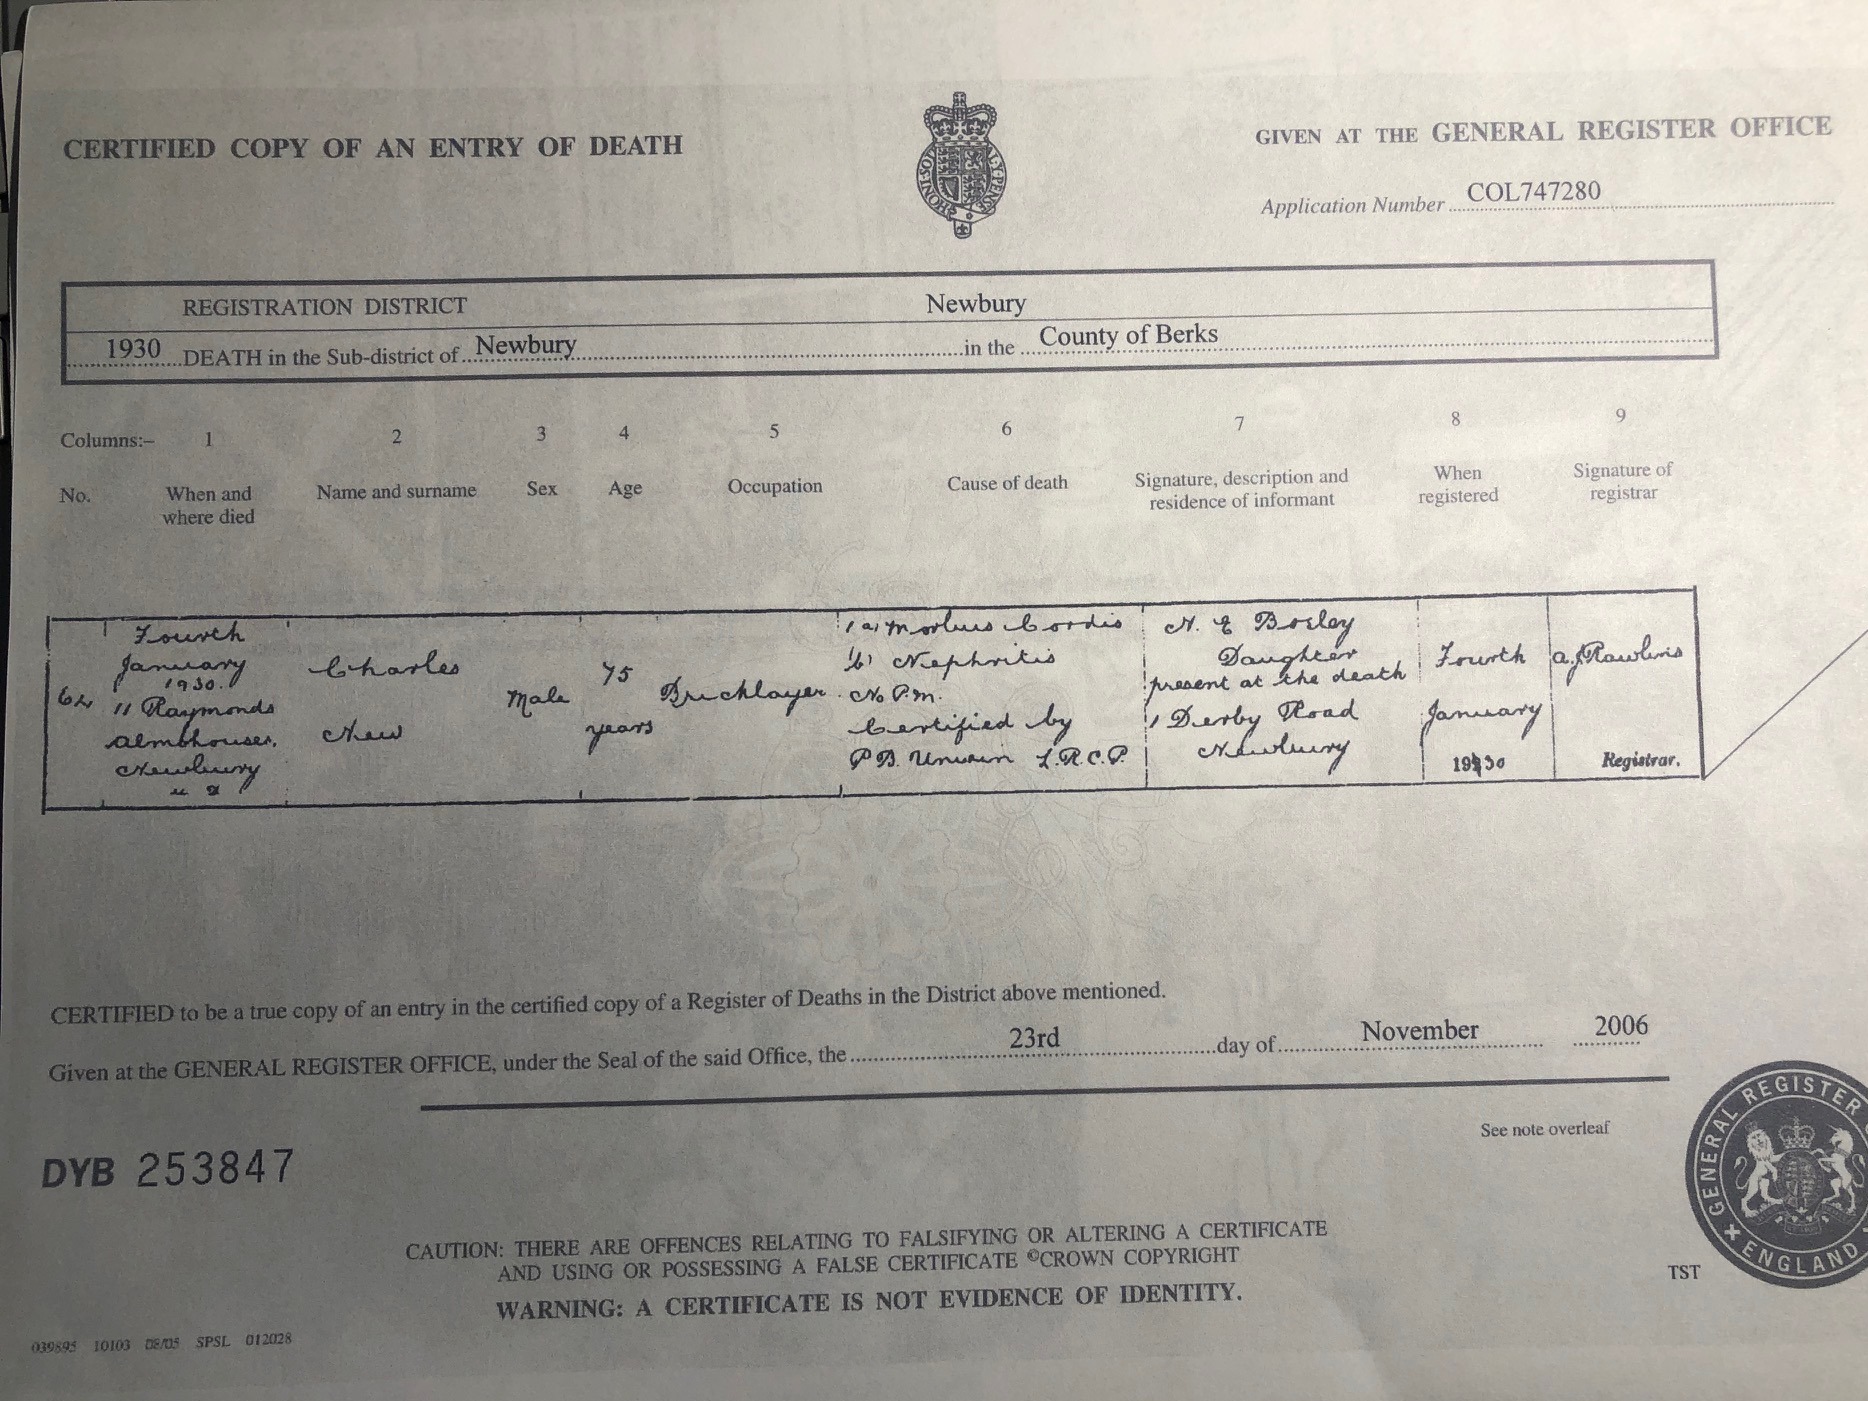 CERTIFIED COPY OF AN ENTRY OF DEATH
GIVEN AT THE GENERAL REGISTER OFFICE
Application Number COL747280
REGISTRATION DISTRICT Newbury
1930 DEATH in the Sub-district of Newbury in the County of Berks
Columns:– 1 2 3 4 5 6 7 8 9
No.
When and
where died
Name and surname
Sex
Age
Occupation
Cause of death
Signature, description and
residence of informant
When
registered
Signature of
registrar
Fourth
January
1930.
11 Raymonds
Almshouses,
Newbury
Charles
New
Male
75
years
Bricklayer
1 (a) Morbus Cordis
(b) Nephritis
No P.M.
Certified by
P B. Unwin L.R.C.P.
N. E Bosley
Daughter
present at the death
1 Derby Road
Newbury
Fourth
January
1930
A. J. Rawlins
Registrar.
CERTIFIED to be a true copy of an entry in the certified copy of a Register of Deaths in the District above mentioned.
Given at the GENERAL REGISTER OFFICE, under the Seal of the said Office, the 23rd day of November 2006
See note overleaf
DYB 253847
GENERAL REGISTER
ENGLAND
CAUTION: THERE ARE OFFENCES RELATING TO FALSIFYING OR ALTERING A CERTIFICATE
AND USING OR POSSESSING A FALSE CERTIFICATE ©CROWN COPYRIGHT
WARNING: A CERTIFICATE IS NOT EVIDENCE OF IDENTITY.
TST
039895 10103 08/05 SPSL 012028